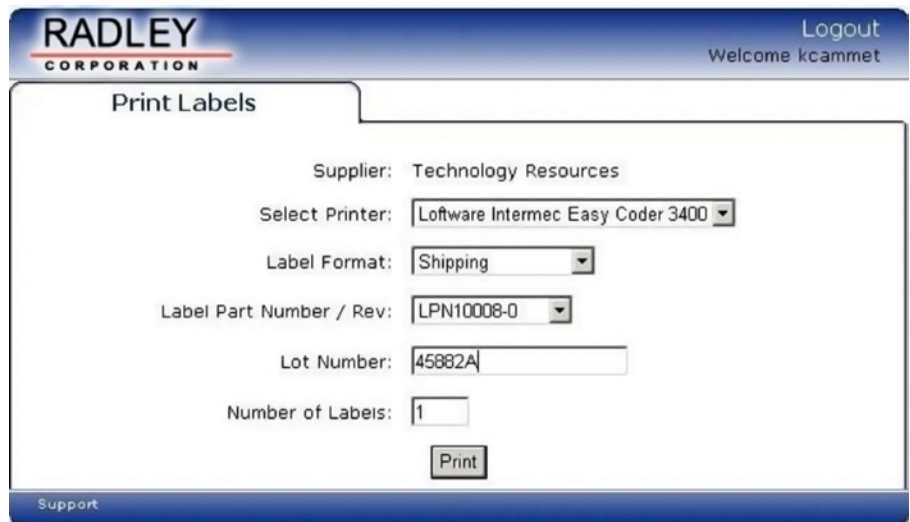 RADLEY
CORPORATION
Logout
Welcome kcammet
Print Labels
Supplier: Technology Resources
Select Printer: Loftware Intermec Easy Coder 3400
Label Format: Shipping
Label Part Number / Rev: LPN10008-0
Lot Number: 45882A
Number of Labels: 1
Print
Support